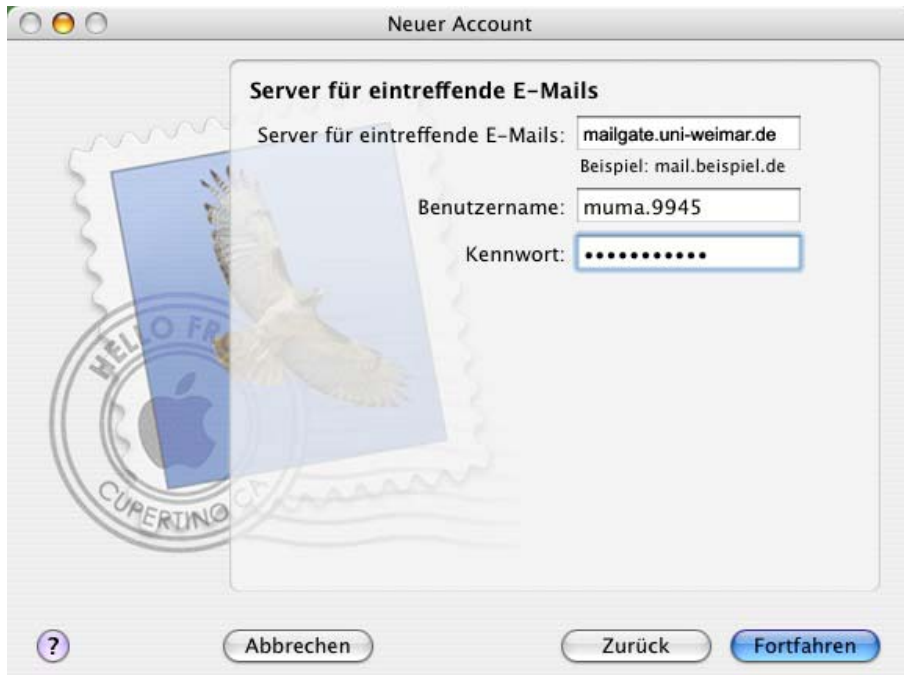 Neuer Account
Server für eintreffende E-Mails
Server für eintreffende E-Mails: mailgate.uni-weimar.de
Beispiel: mail.beispiel.de
Benutzername: muma.9945
Kennwort: •••••••••••
HELLO FR
CUPERTINO CA
? Abbrechen Zurück Fortfahren